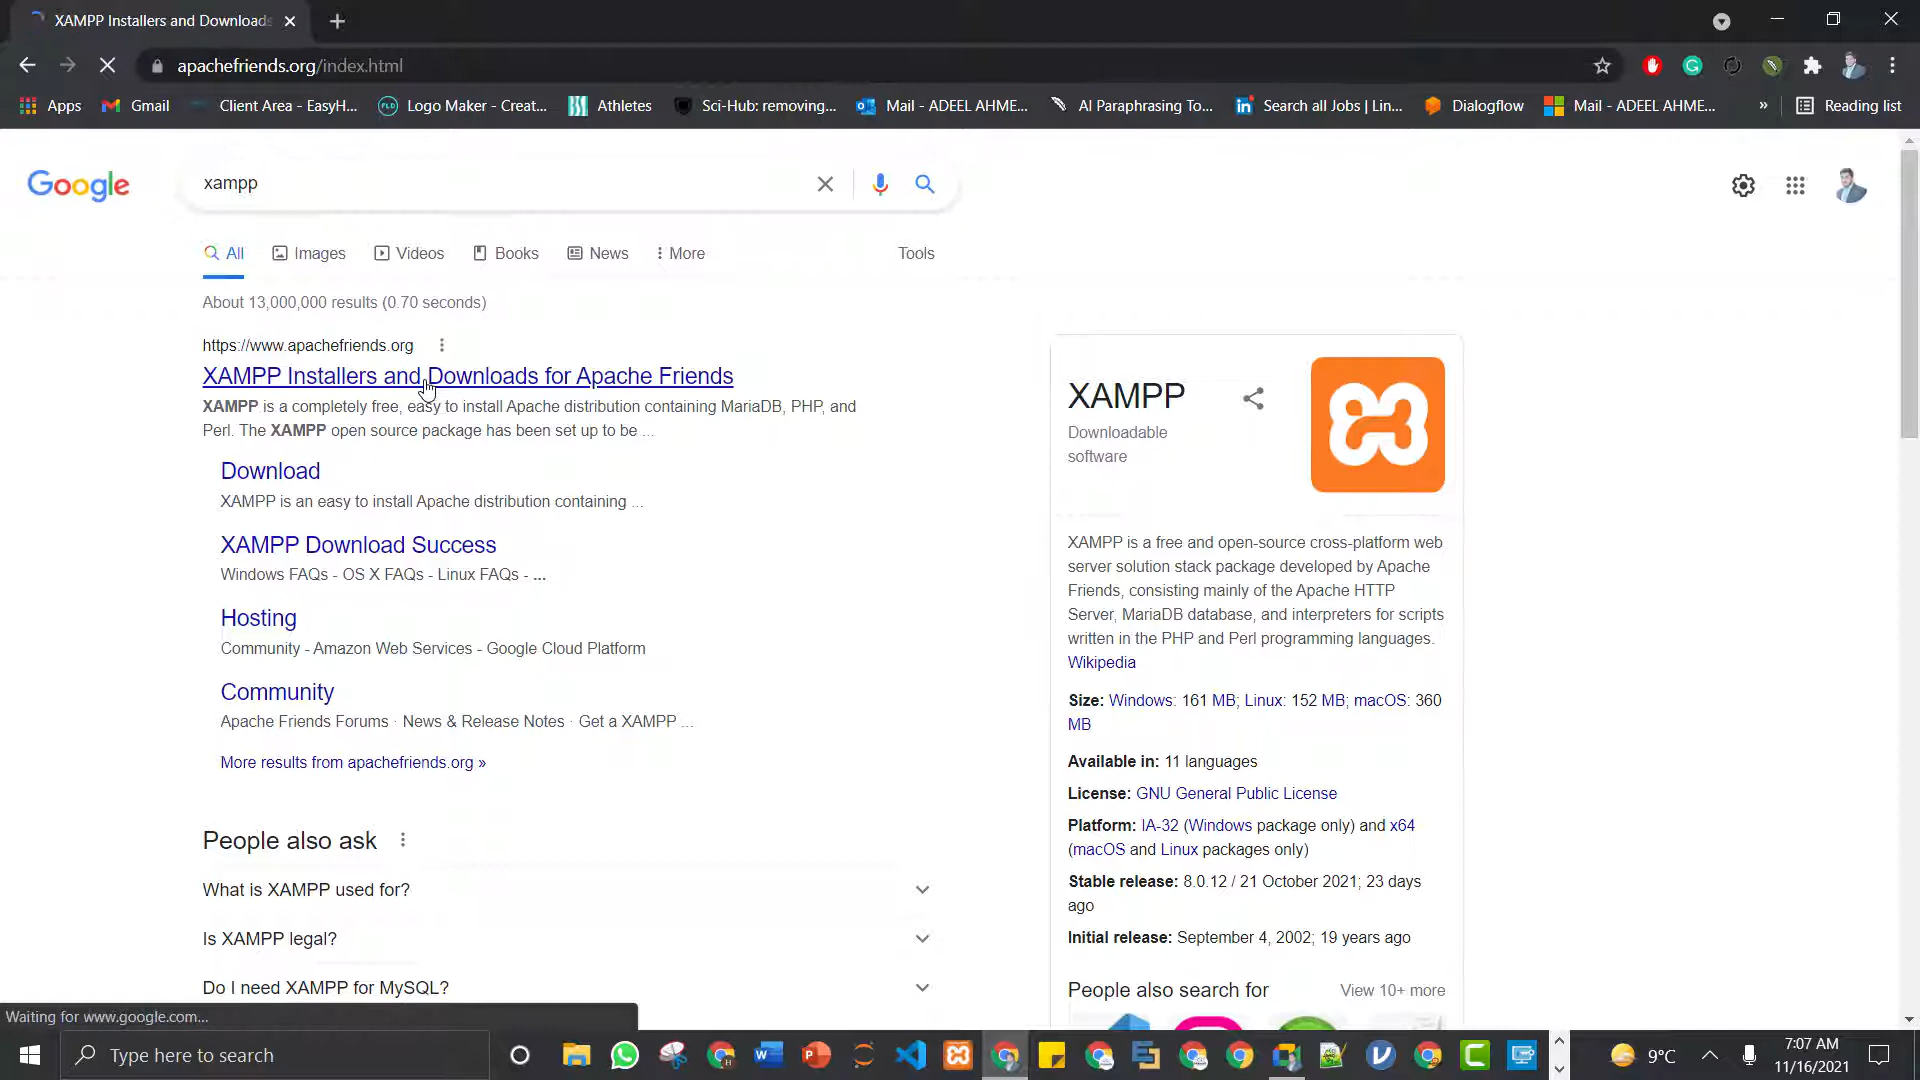 XAMPP Installers and Downloads
apachefriends.org/index.html
Apps
Gmail
Client Area - EasyH...
Logo Maker - Creat...
Athletes
Sci-Hub: removing...
Mail - ADEEL AHME...
AI Paraphrasing To...
Search all Jobs | Lin...
Dialogflow
Mail - ADEEL AHME...
»
Reading list
Google
xampp
All
Images
Videos
Books
News
More
Tools
About 13,000,000 results (0.70 seconds)
https://www.apachefriends.org
XAMPP Installers and Downloads for Apache Friends
XAMPP is a completely free, easy to install Apache distribution containing MariaDB, PHP, and
Perl. The XAMPP open source package has been set up to be ...
Download
XAMPP is an easy to install Apache distribution containing ...
XAMPP Download Success
Windows FAQs - OS X FAQs - Linux FAQs - ...
Hosting
Community - Amazon Web Services - Google Cloud Platform
Community
Apache Friends Forums · News & Release Notes · Get a XAMPP ...
More results from apachefriends.org »
People also ask
What is XAMPP used for?
Is XAMPP legal?
Do I need XAMPP for MySQL?
XAMPP
Downloadable
software
XAMPP is a free and open-source cross-platform web
server solution stack package developed by Apache
Friends, consisting mainly of the Apache HTTP
Server, MariaDB database, and interpreters for scripts
written in the PHP and Perl programming languages.
Wikipedia
Size: Windows: 161 MB; Linux: 152 MB; macOS: 360
MB
Available in: 11 languages
License: GNU General Public License
Platform: IA-32 (Windows package only) and x64
(macOS and Linux packages only)
Stable release: 8.0.12 / 21 October 2021; 23 days
ago
Initial release: September 4, 2002; 19 years ago
People also search for
View 10+ more
Waiting for www.google.com...
Type here to search
9°C
7:07 AM
11/16/2021